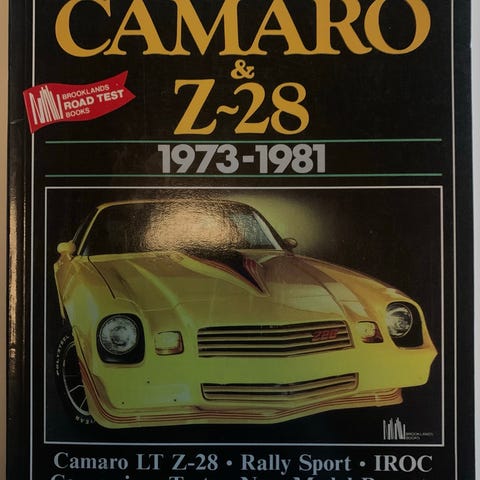 CAMARO
&
Z~28
BROOKLANDS
ROAD TEST
BOOKS
1973-1981
Z28
BROOKLANDS
BOOKS
Camaro LT Z-28 • Rally Sport • IROC